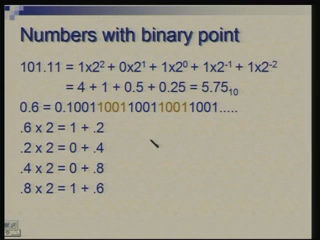 Numbers with binary point
101.11 = 1x2² + 0x2¹ + 1x2⁰ + 1x2⁻¹ + 1x2⁻²
= 4 + 1 + 0.5 + 0.25 = 5.75₁₀
0.6 = 0.10011001100110011001.....
.6 x 2 = 1 + .2
.2 x 2 = 0 + .4
.4 x 2 = 0 + .8
.8 x 2 = 1 + .6